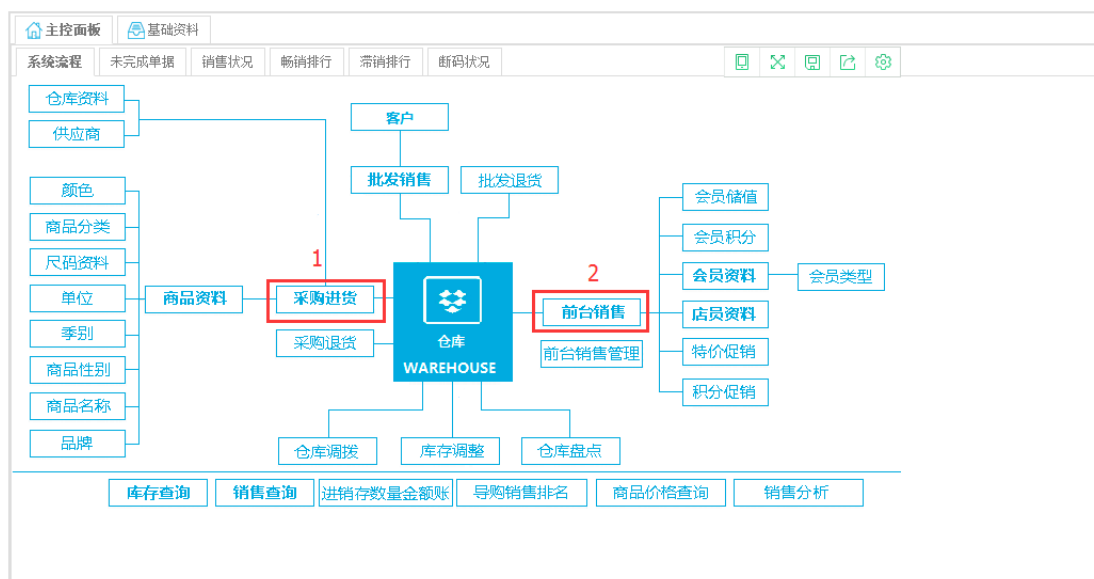 主控面板
基础资料
系统流程
未完成单据
销售状况
畅销排行
滞销排行
断码状况
仓库资料
供应商
客户
批发销售
批发退货
颜色
商品分类
尺码资料
单位
季别
商品性别
商品名称
品牌
商品资料
1
采购进货
采购退货
仓库
WAREHOUSE
2
前台销售
前台销售管理
会员储值
会员积分
会员资料
会员类型
店员资料
特价促销
积分促销
仓库调拨
库存调整
仓库盘点
库存查询
销售查询
进销存数量金额账
导购销售排名
商品价格查询
销售分析